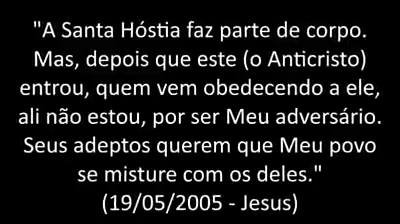 "A Santa Hóstia faz parte de corpo.
Mas, depois que este (o Anticristo)
entrou, quem vem obedecendo a ele,
ali não estou, por ser Meu adversário.
Seus adeptos querem que Meu povo
se misture com os deles."
(19/05/2005 - Jesus)